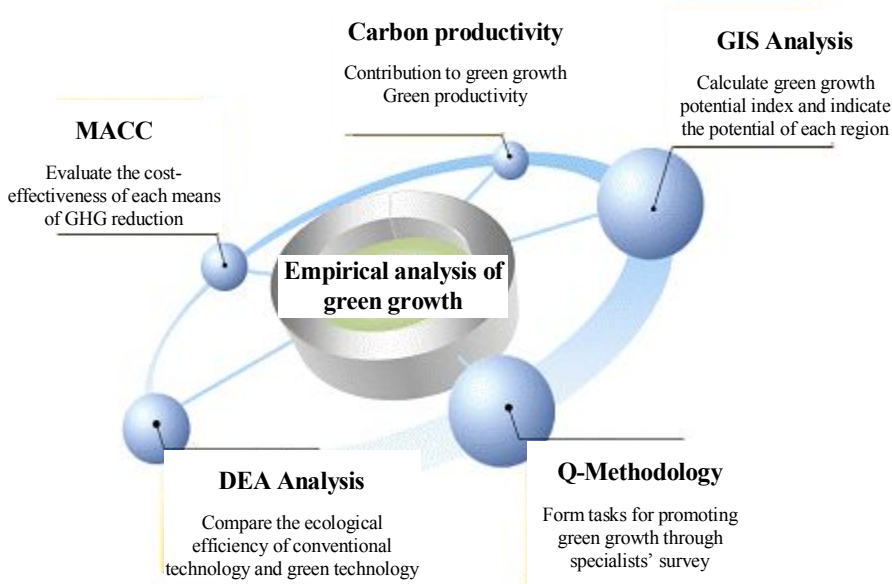 Carbon productivity
Contribution to green growth
Green productivity
GIS Analysis
Calculate green growth
potential index and indicate
the potential of each region
MACC
Evaluate the cost-
effectiveness of each means
of GHG reduction
Empirical analysis of
green growth
DEA Analysis
Compare the ecological
efficiency of conventional
technology and green technology
Q-Methodology
Form tasks for promoting
green growth through
specialists’ survey